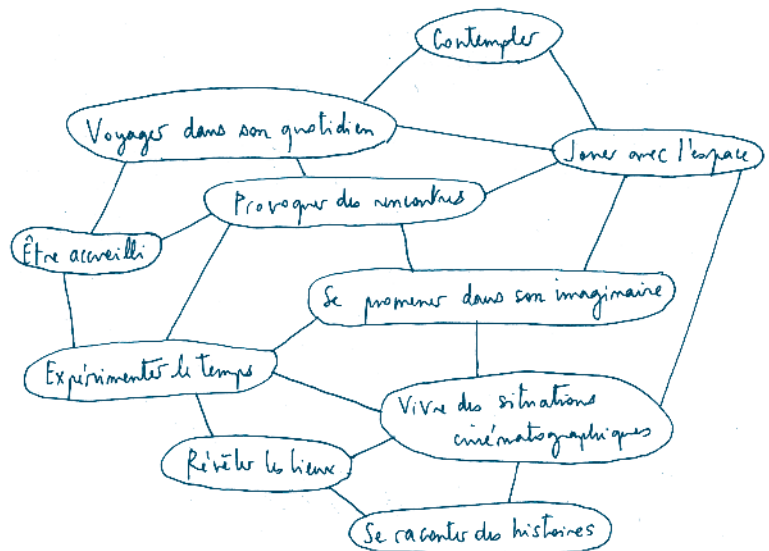 Contempler
Voyager dans son quotidien
Jouer avec l'espace
Provoquer des rencontres
Être accueilli
Se promener dans son imaginaire
Expérimenter le temps
Vivre des situations
cinématographiques
Révéler les lieux
Se raconter des histoires